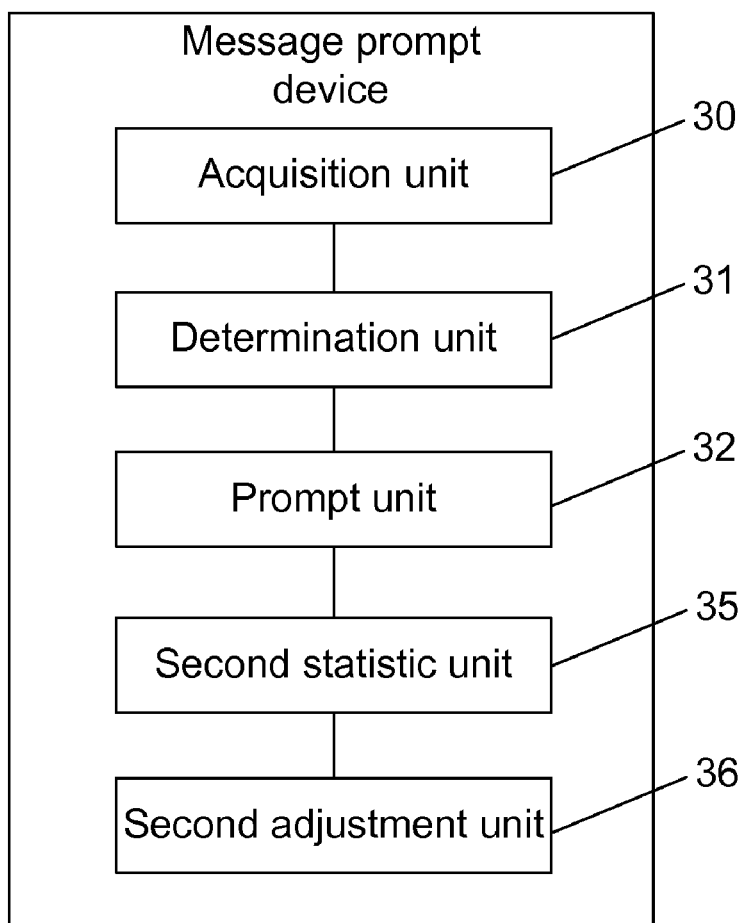 Message prompt
device
Acquisition unit
30
Determination unit
31
Prompt unit
32
Second statistic unit
35
Second adjustment unit
36